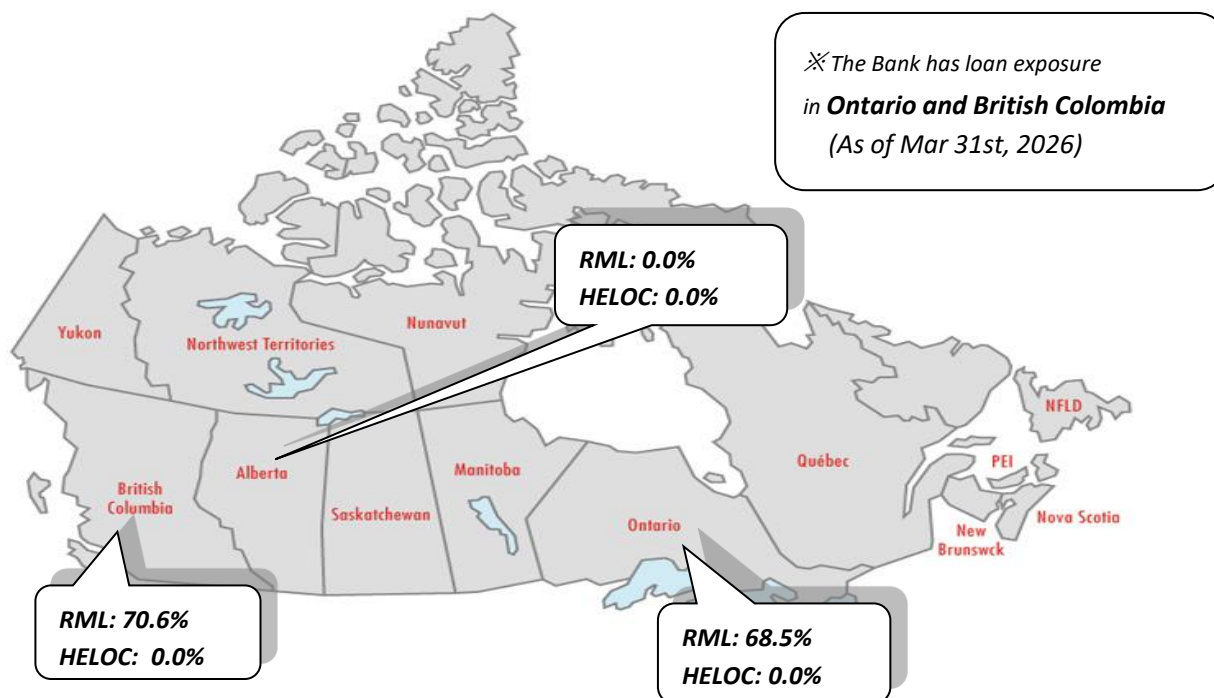 ※ The Bank has loan exposure
in Ontario and British Colombia
(As of Mar 31st, 2026)
RML: 0.0%
HELOC: 0.0%
Yukon
Northwest Territories
Nunavut
NFLD
British
Columbia
Alberta
Saskatchewan
Manitoba
Ontario
Québec
PEI
New
Brunswck
Nova Scotia
RML: 70.6%
HELOC: 0.0%
RML: 68.5%
HELOC: 0.0%